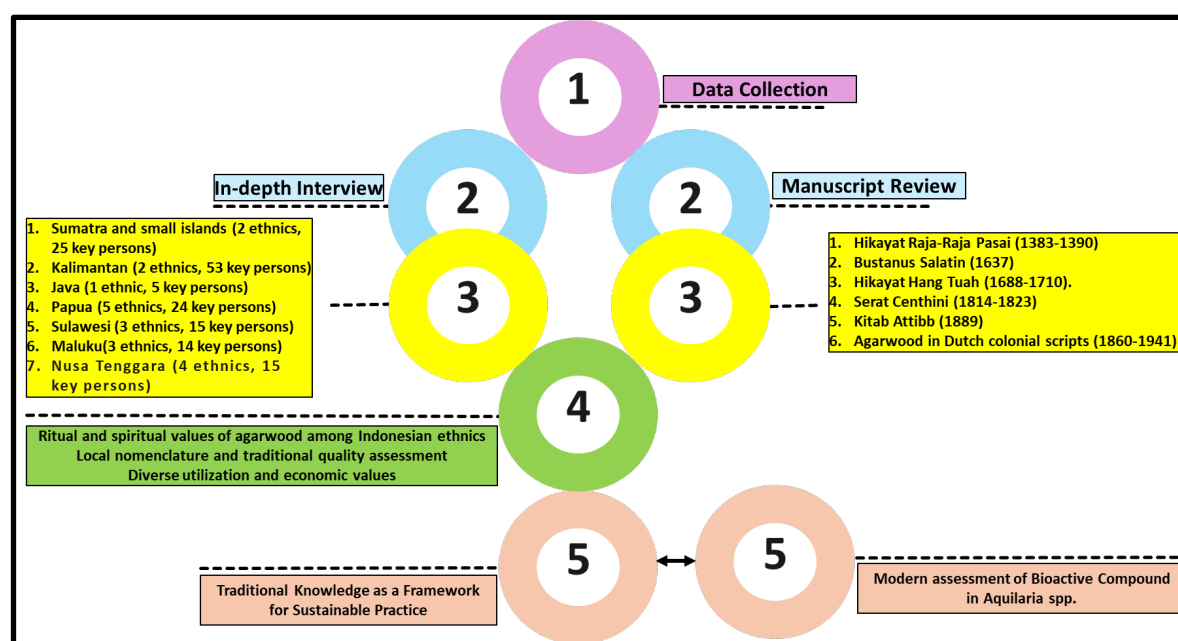 1
Data Collection
In-depth Interview
2
2
Manuscript Review
1. Sumatra and small islands (2 ethnics,
25 key persons)
2. Kalimantan (2 ethnics, 53 key persons)
3. Java (1 ethnic, 5 key persons)
4. Papua (5 ethnics, 24 key persons)
5. Sulawesi (3 ethnics, 15 key persons)
6. Maluku(3 ethnics, 14 key persons)
7. Nusa Tenggara (4 ethnics, 15
key persons)
3
3
1. Hikayat Raja-Raja Pasai (1383-1390)
2. Bustanus Salatin (1637)
3. Hikayat Hang Tuah (1688-1710).
4. Serat Centhini (1814-1823)
5. Kitab Attibb (1889)
6. Agarwood in Dutch colonial scripts (1860-1941)
4
Ritual and spiritual values of agarwood among Indonesian ethnics
Local nomenclature and traditional quality assessment
Diverse utilization and economic values
5
5
Traditional Knowledge as a Framework
for Sustainable Practice
Modern assessment of Bioactive Compound
in Aquilaria spp.